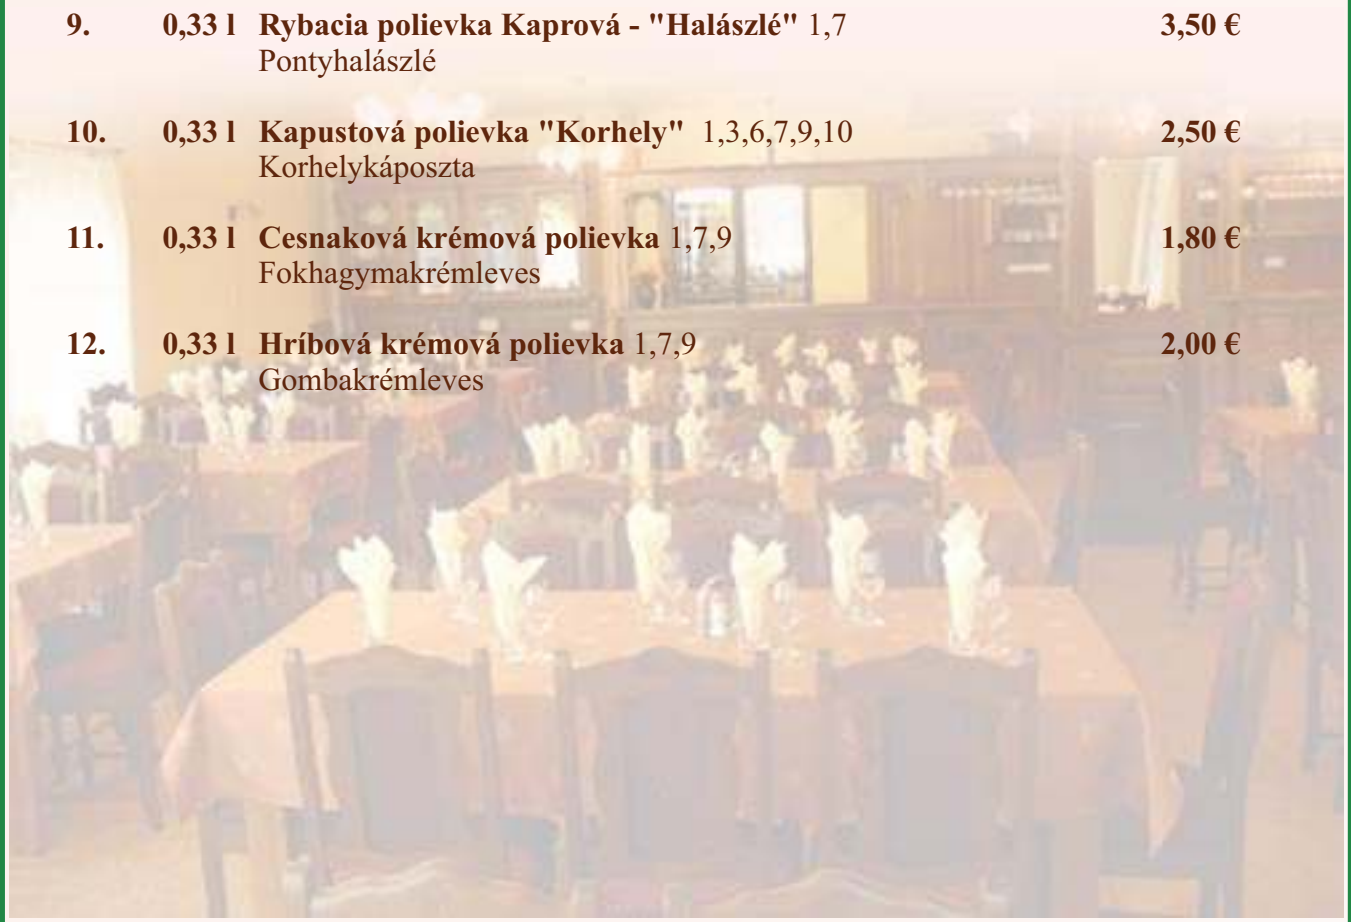 9. 0,33 l Rybacia polievka Kaprová - "Halászlé" 1,7 3,50 €
Pontyhalászlé
10. 0,33 l Kapustová polievka "Korhely" 1,3,6,7,9,10 2,50 €
Korhelykáposzta
11. 0,33 l Cesnaková krémová polievka 1,7,9 1,80 €
Fokhagymakrémleves
12. 0,33 l Hríbová krémová polievka 1,7,9 2,00 €
Gombakrémleves